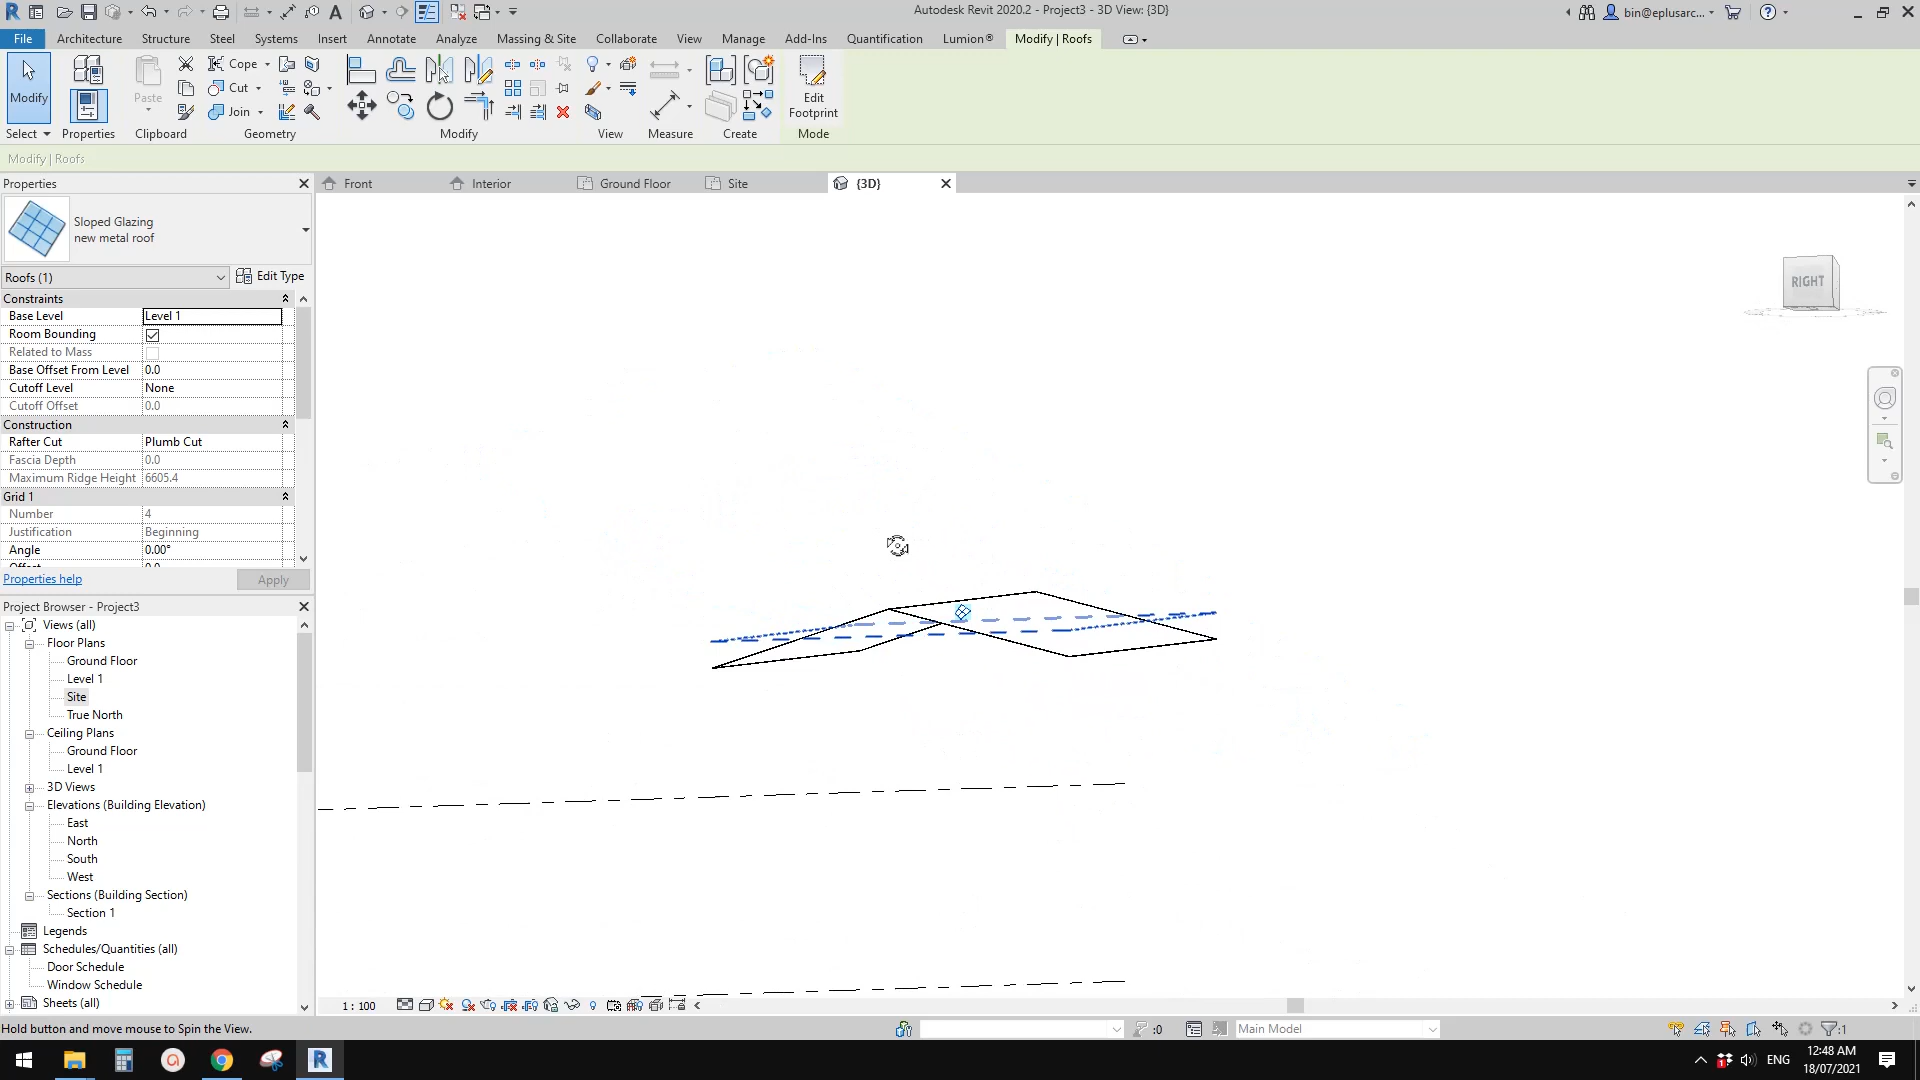 Autodesk Revit 2020.2 - Project3 - 3D View: {3D}
bin@eplusarc...
File
Architecture
Structure
Steel
Systems
Insert
Annotate
Analyze
Massing & Site
Collaborate
View
Manage
Add-Ins
Quantification
Lumion®
Modify | Roofs
Modify
Paste
Cope
Cut
Join
Edit
Footprint
Select
Properties
Clipboard
Geometry
Modify
View
Measure
Create
Mode
Modify | Roofs
Properties
Front
Interior
Ground Floor
Site
{3D}
Sloped Glazing
new metal roof
Roofs (1)
Edit Type
Constraints
Base Level
Level 1
Room Bounding
Related to Mass
Base Offset From Level
0.0
Cutoff Level
None
Cutoff Offset
0.0
Construction
Rafter Cut
Plumb Cut
Fascia Depth
0.0
Maximum Ridge Height
6605.4
Grid 1
Number
4
Justification
Beginning
Angle
0.00°
Offset
0.0
Properties help
Apply
RIGHT
Project Browser - Project3
Views (all)
Floor Plans
Ground Floor
Level 1
Site
True North
Ceiling Plans
Ground Floor
Level 1
3D Views
Elevations (Building Elevation)
East
North
South
West
Sections (Building Section)
Section 1
Legends
Schedules/Quantities (all)
Door Schedule
Window Schedule
Sheets (all)
1 : 100
Hold button and move mouse to Spin the View.
:0
Main Model
:1
ENG
12:48 AM
18/07/2021